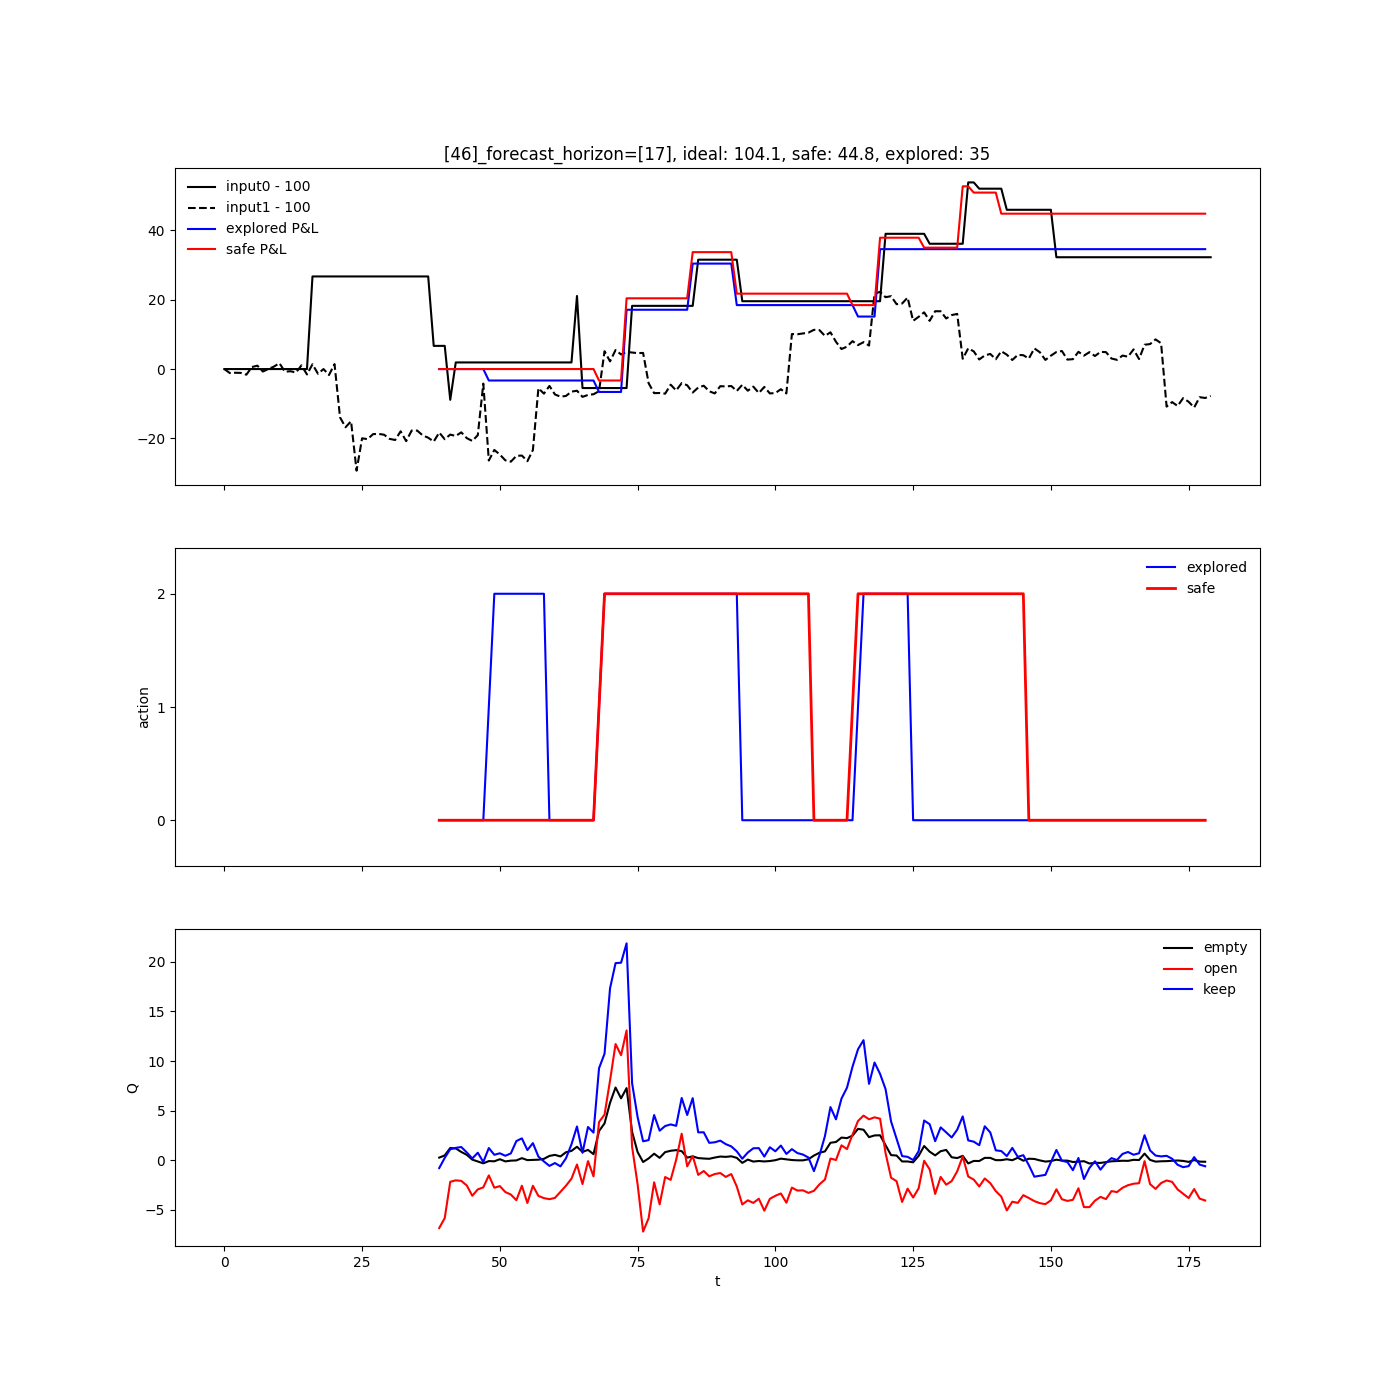 [46]_forecast_horizon=[17], ideal: 104.1, safe: 44.8, explored: 35
input0 - 100
input1 - 100
explored P&L
safe P&L
40
20
0
−20
explored
safe
2
1
0
action
empty
open
keep
20
15
10
5
0
−5
Q
0 25 50 75 100 125 150 175
t